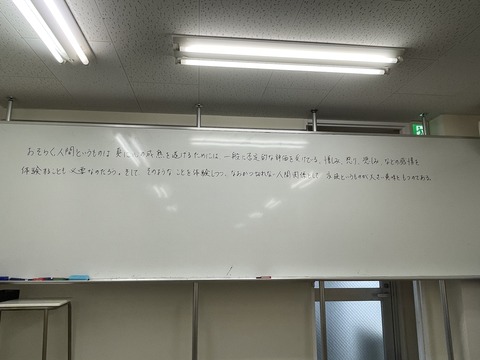 おそらく人間というものは 真に心の成熟を遂げるためには 一般に否定的な評価を受けている、憎しみ、怒り、悲しみ、などの感情を
体験することも必要なのだろう。そして、そのような ことを体験しつつ、なおかつ切れない人間関係として、家族というものが大きい意味をもつのである。